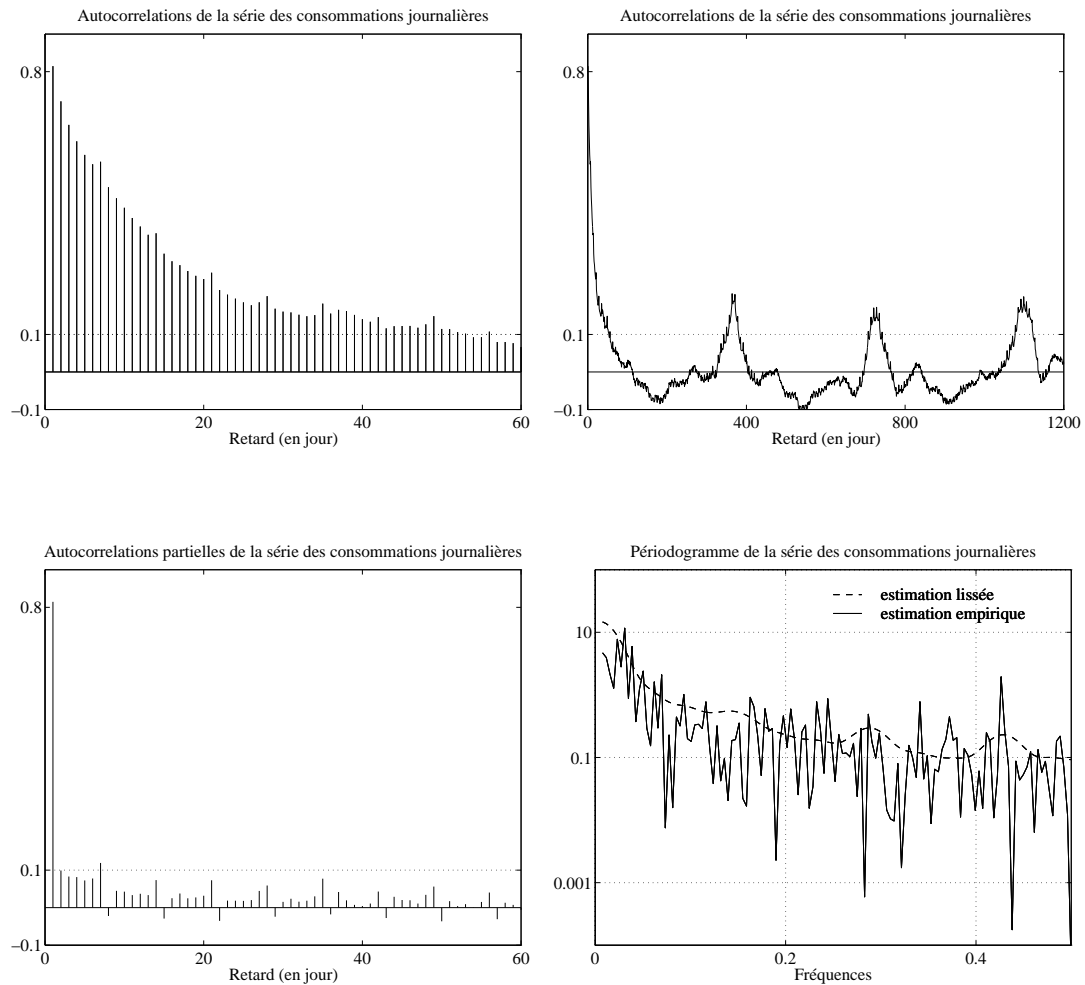 Autocorrelations de la série des consommations journalières
0.8
0.1
−0.1
0 20 40 60
Retard (en jour)
Autocorrelations de la série des consommations journalières
0.8
0.1
−0.1
0 400 800 1200
Retard (en jour)
Autocorrelations partielles de la série des consommations journalières
0.8
0.1
−0.1
0 20 40 60
Retard (en jour)
Périodogramme de la série des consommations journalières
estimation lissée
estimation empirique
10
0.1
0.001
0 0.2 0.4
Fréquences